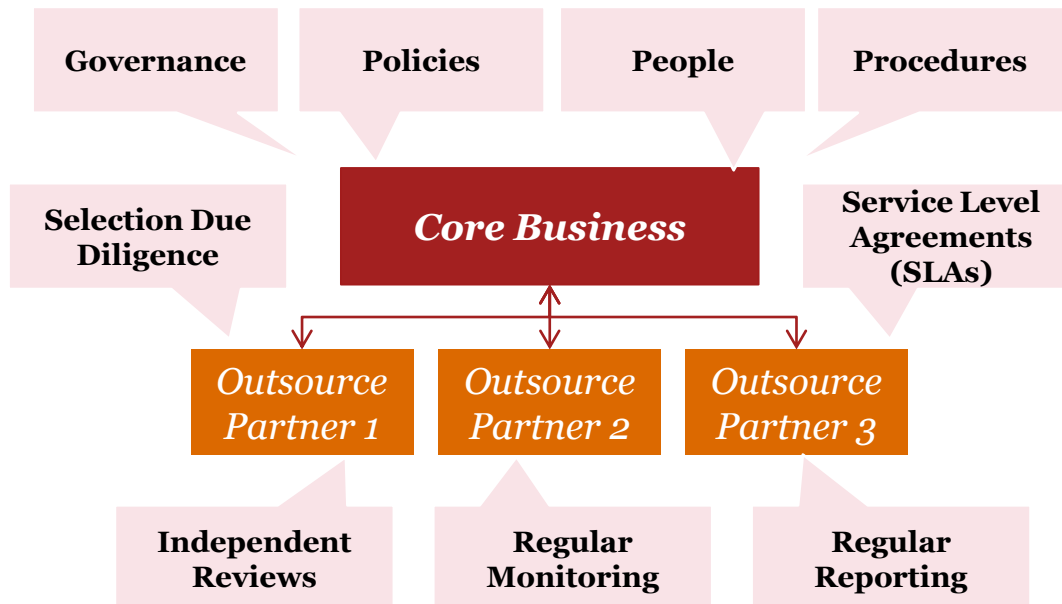 Governance
Policies
People
Procedures
Selection Due
Diligence
Core Business
Service Level
Agreements
(SLAs)
Outsource
Partner 1
Outsource
Partner 2
Outsource
Partner 3
Independent
Reviews
Regular
Monitoring
Regular
Reporting